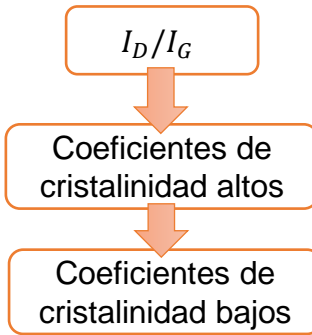 I_D/I_G
Coeficientes de
cristalinidad altos
Coeficientes de
cristalinidad bajos